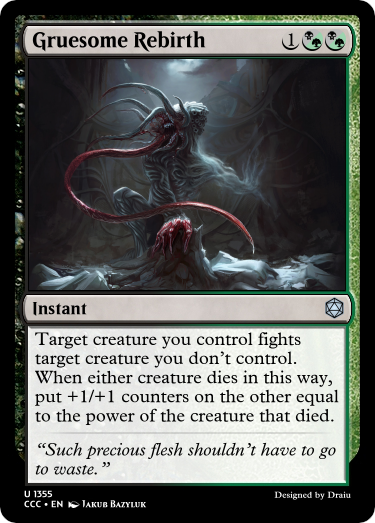 Gruesome Rebirth
1
Instant
Target creature you control fights
target creature you don't control.
When either creature dies in this way,
put +1/+1 counters on the other equal
to the power of the creature that died.
“Such precious flesh shouldn't have to go
to waste.”
U 1355
Designed by Draiu
CCC • EN Jakub Bazyluk